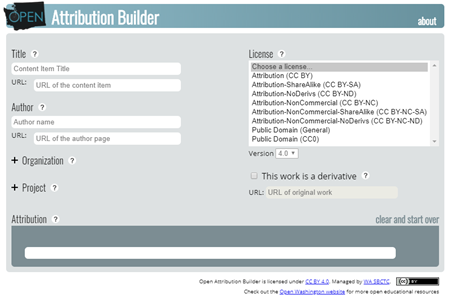 OPEN Attribution Builder
about
Title ?
Content Item Title
URL: URL of the content item
Author ?
Author name
URL: URL of the author page
+ Organization ?
+ Project ?
License ?
Choose a license...
Attribution (CC BY)
Attribution-ShareAlike (CC BY-SA)
Attribution-NoDerivs (CC BY-ND)
Attribution-NonCommercial (CC BY-NC)
Attribution-NonCommercial-ShareAlike (CC BY-NC-SA)
Attribution-NonCommercial-NoDerivs (CC BY-NC-ND)
Public Domain (General)
Public Domain (CC0)
Version 4.0
This work is a derivative ?
URL: URL of original work
Attribution ?
clear and start over
Open Attribution Builder is licensed under CC BY 4.0. Managed by WA SBCTC. CC BY
Check out the Open Washington website for more open educational resources